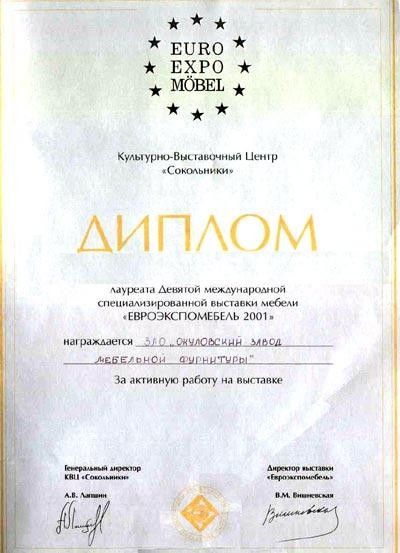 EURO
EXPO
MÖBEL
Культурно-Выставочный Центр
«Сокольники»
ДИПЛОМ
лауреата Девятой международной
специализированной выставки мебели
«ЕВРОЭКСПОМЕБЕЛЬ 2001»
награждается ЗАО „ОКУЛОВСКИЙ ЗАВОД
МЕБЕЛЬНОЙ ФУРНИТУРЫ"
За активную работу на выставке
Генеральный директор
КВЦ «Сокольники»
А.В. Лапшин
Директор выставки
«Евроэкспомебель»
В.М. Вишневская